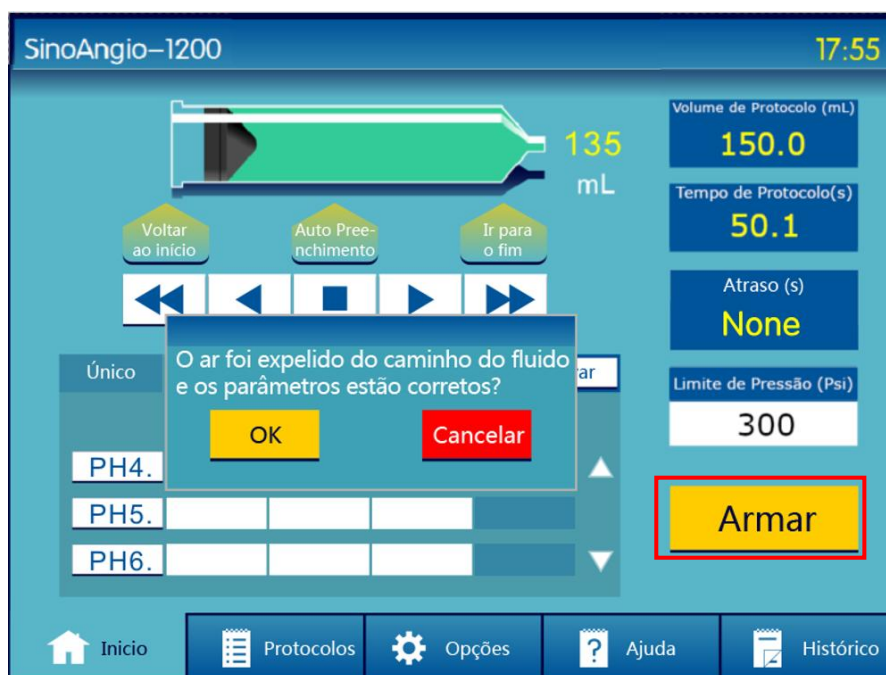 SinoAngio–1200
17:55
135
mL
Voltar
ao início
Auto Pree-
nchimento
Ir para
o fim
Volume de Protocolo (mL)
150.0
Tempo de Protocolo(s)
50.1
Atraso (s)
None
Limite de Pressão (Psi)
300
Único
ar
O ar foi expelido do caminho do fluido
e os parâmetros estão corretos?
OK
Cancelar
PH4.
PH5.
PH6.
Armar
Inicio
Protocolos
Opções
Ajuda
Histórico